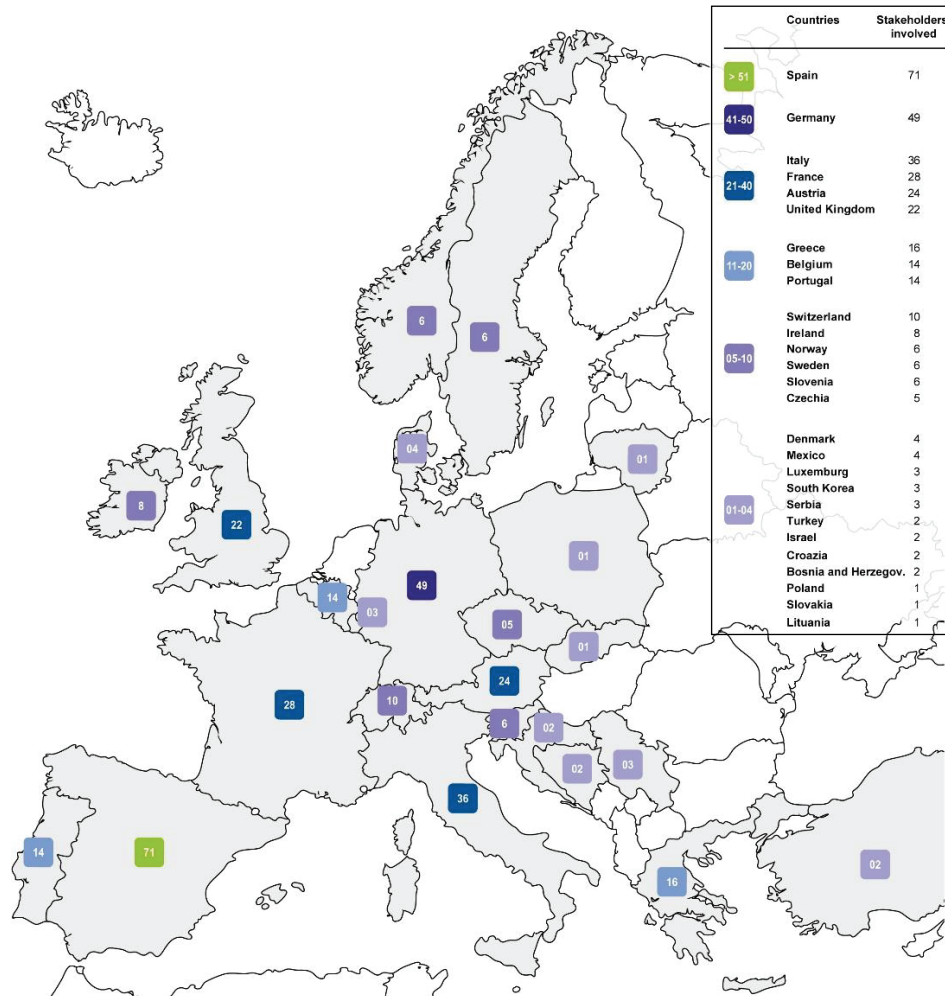 Countries Stakeholders
involved
> 51 Spain 71
41-50 Germany 49
Italy 36
France 28
21-40
Austria 24
United Kingdom 22
Greece 16
11-20 Belgium 14
Portugal 14
Switzerland 10
Ireland 8
Norway 6
05-10
Sweden 6
Slovenia 6
Czechia 5
Denmark 4
Mexico 4
Luxemburg 3
South Korea 3
Serbia 3
01-04
Turkey 2
Israel 2
Croazia 2
Bosnia and Herzegov. 2
Poland 1
Slovakia 1
Lituania 1
6
6
04
01
8
22
01
49
14
03
05
01
24
10
28
6
02
03
02
36
14
71
02
16